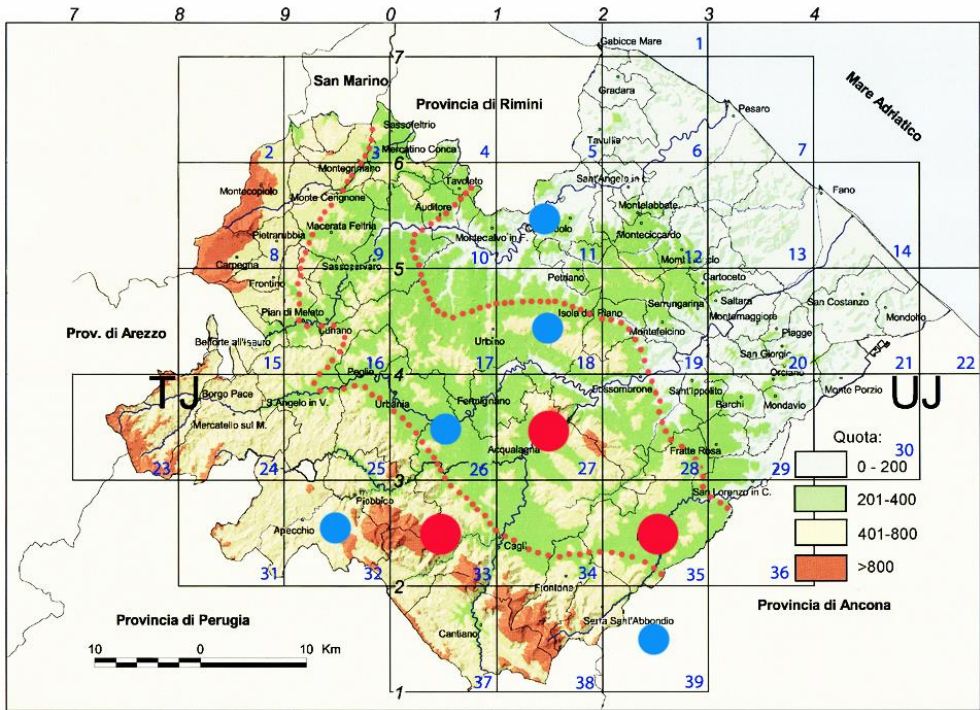 7 8 9 0 1 2 3 4
Gabicce Mare 1
7
San Marino
Gradara
Mare Adriatico
Provincia di Rimini
Pesaro
Sassofeltrio
Tavullia
Mercatino Conca
2 3 6 4 5 6 7
Montegrimano
Tavoleto
Sant'Angelo in L.
Montecopiolo
Fano
Monte Cerignone
Auditore
Montelabbate
Pietrarubbia
Macerata Feltria
Montecalvo in F.
Montecciccardo
8 9 10 11 12 13 14
Carpegna
Sassocorvaro
5
Petriano
Cartoceto
Frontino
San Costanzo
Serrungarina
Saltara
Pian di Meleto
Isola del Piano
Montemaggiore
Mondolfo
Prov. di Arezzo
Lunano
Montefelcino
Piagge
Belforte all'Isauro
Urbino
San Giorgio
15 16 17 18 19 20 21 22
Peglio
Orciano
4
Fossombrone
Sant'Ippolito
Monte Porzio
TJ
UJ
Borgo Pace
S.Angelo in V.
Urbania
Fermignano
Barchi
Mondavio
Mercatello sul M.
Acqualagna
Quota:
Fratte Rosa
23 24 25 26 27 28 29 30
0 - 200
3
San Lorenzo in C.
Piobbico
201-400
Apecchio
401-800
Cagli
31 32 33 34 35 36
>800
2
Frontone
Provincia di Perugia
Provincia di Ancona
Serra Sant'Abbondio
Cantiano
10 0 10 Km
37 38 39
1